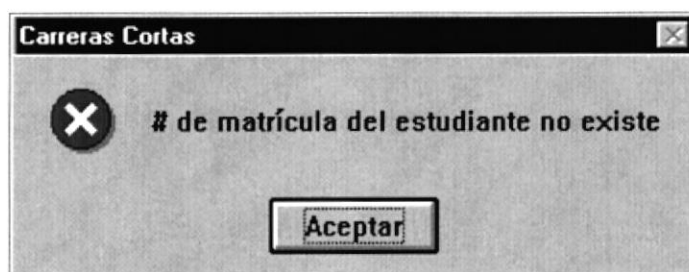 Carreras Cortas
# de matrícula del estudiante no existe
Aceptar